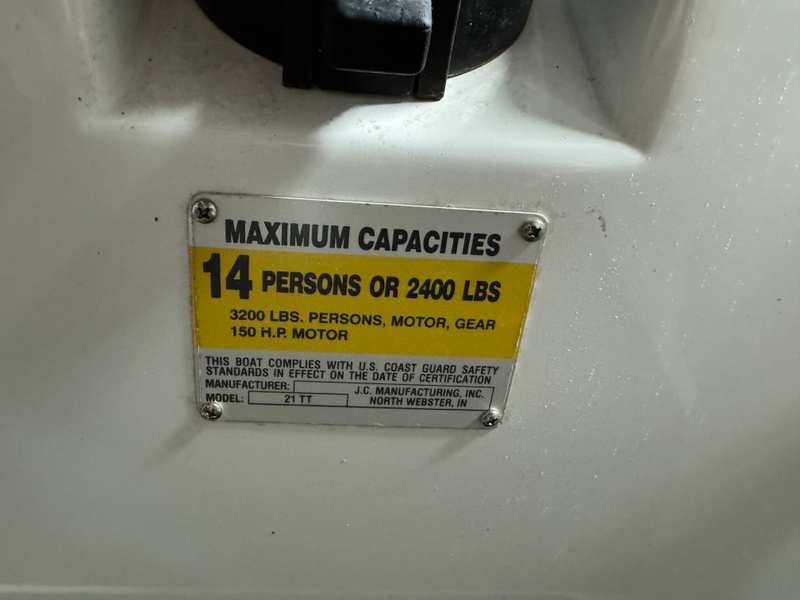 MAXIMUM CAPACITIES
14 PERSONS OR 2400 LBS
3200 LBS. PERSONS, MOTOR, GEAR
150 H.P. MOTOR
THIS BOAT COMPLIES WITH U.S. COAST GUARD SAFETY
STANDARDS IN EFFECT ON THE DATE OF CERTIFICATION
MANUFACTURER: J.C. MANUFACTURING, INC.
MODEL: 21 TT NORTH WEBSTER, IN